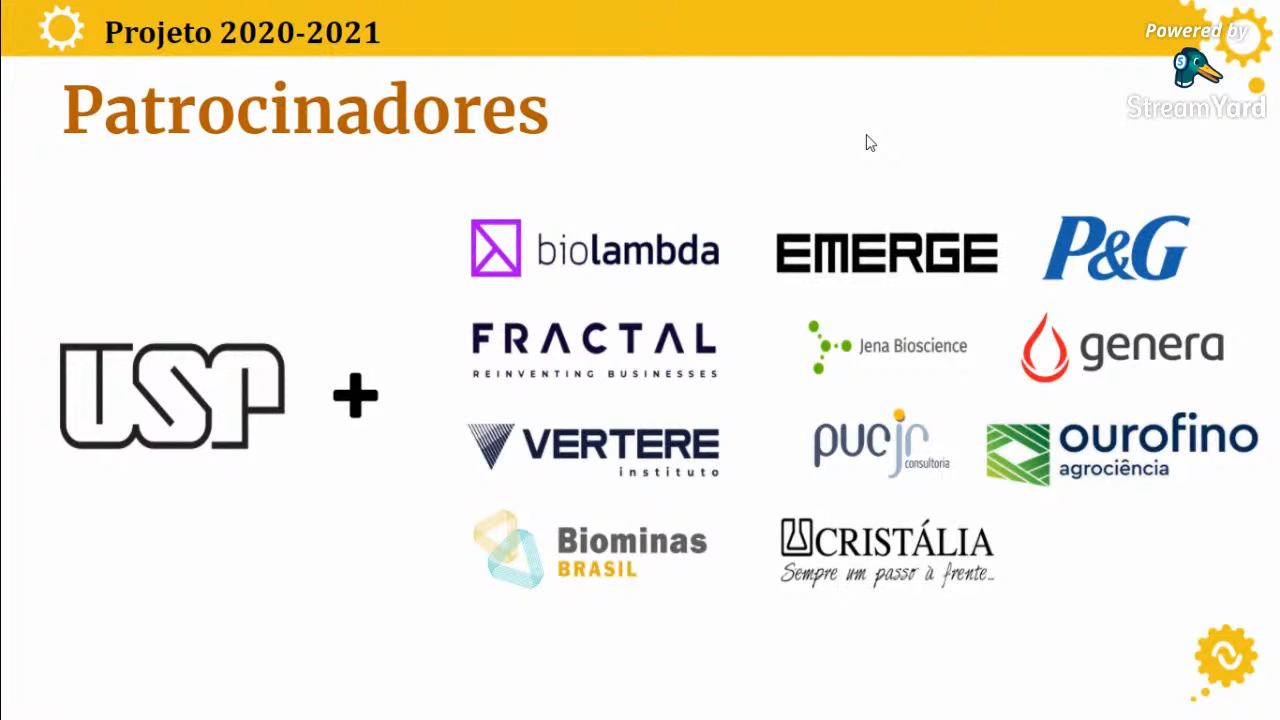 Projeto 2020-2021
Powered by
StreamYard
Patrocinadores
biolambda
EMERGE
P&G
FRACTAL
REINVENTING BUSINESSES
Jena Bioscience
genera
USP +
VERTERE
instituto
pucjr
consultoria
ourofino
agrociência
Biominas
BRASIL
CRISTÁLIA
Sempre um passo à frente...